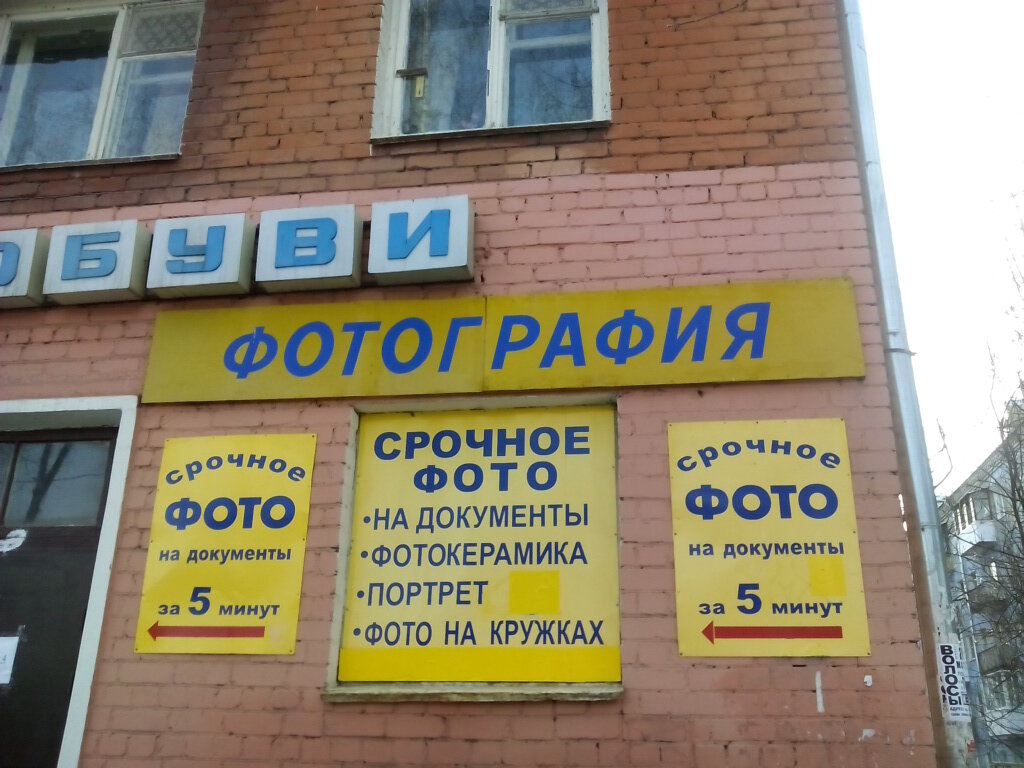 ОБУВИ
ФОТОГРАФИЯ
срочное
ФОТО
на документы
за 5 минут
СРОЧНОЕ
ФОТО
•НА ДОКУМЕНТЫ
•ФОТОКЕРАМИКА
•ПОРТРЕТ
•ФОТО НА КРУЖКАХ
срочное
ФОТО
на документы
за 5 минут
ВОЛОСЫ